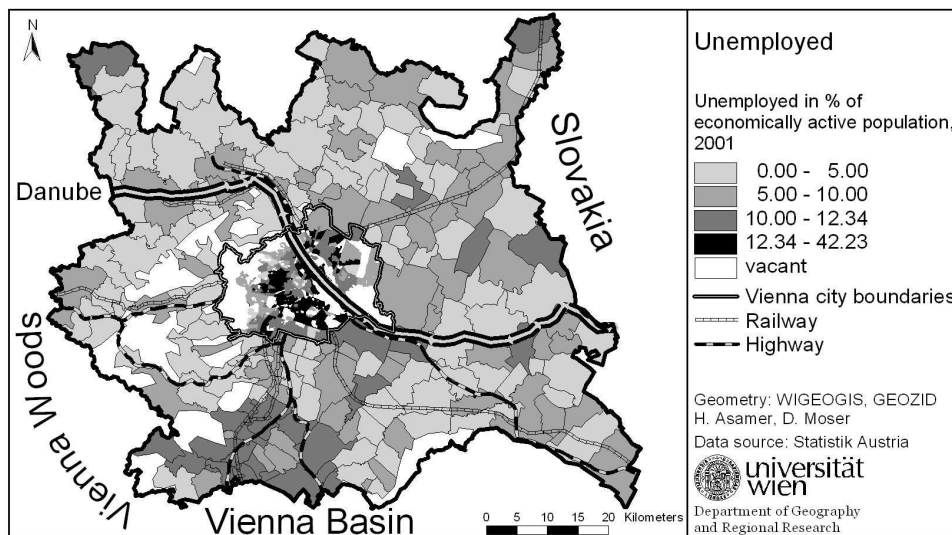 N
Danube
Slovakia
Vienna Woods
Vienna Basin
0 5 10 15 20 Kilometers
Unemployed
Unemployed in % of
economically active population,
2001
0.00 - 5.00
5.00 - 10.00
10.00 - 12.34
12.34 - 42.23
vacant
Vienna city boundaries
Railway
Highway
Geometry: WIGEOGIS, GEOZID
H. Asamer, D. Moser
Data source: Statistik Austria
universität
wien
Department of Geography
and Regional Research